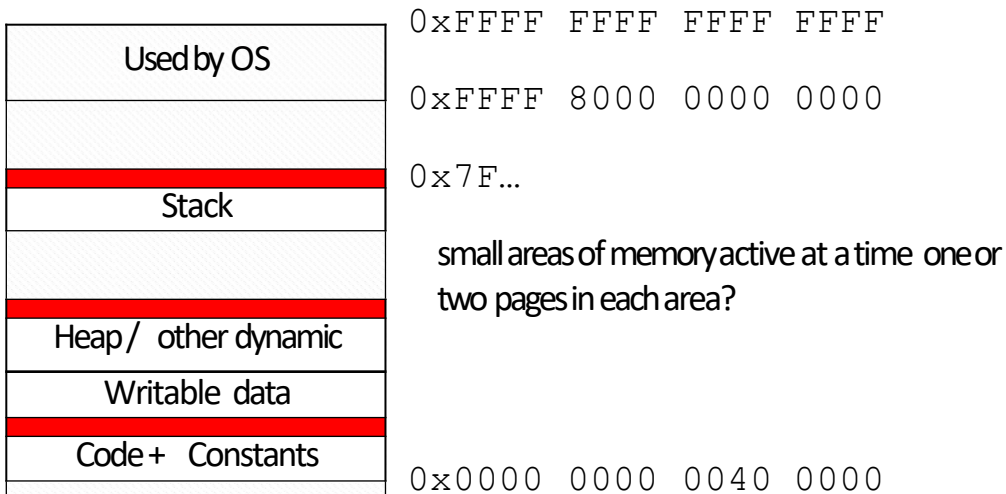 0xFFFF FFFF FFFF FFFF
Used by OS
0xFFFF 8000 0000 0000
0x7F…
Stack
small areas of memory active at a time one or
two pages in each area?
Heap / other dynamic
Writable data
Code + Constants
0x0000 0000 0040 0000